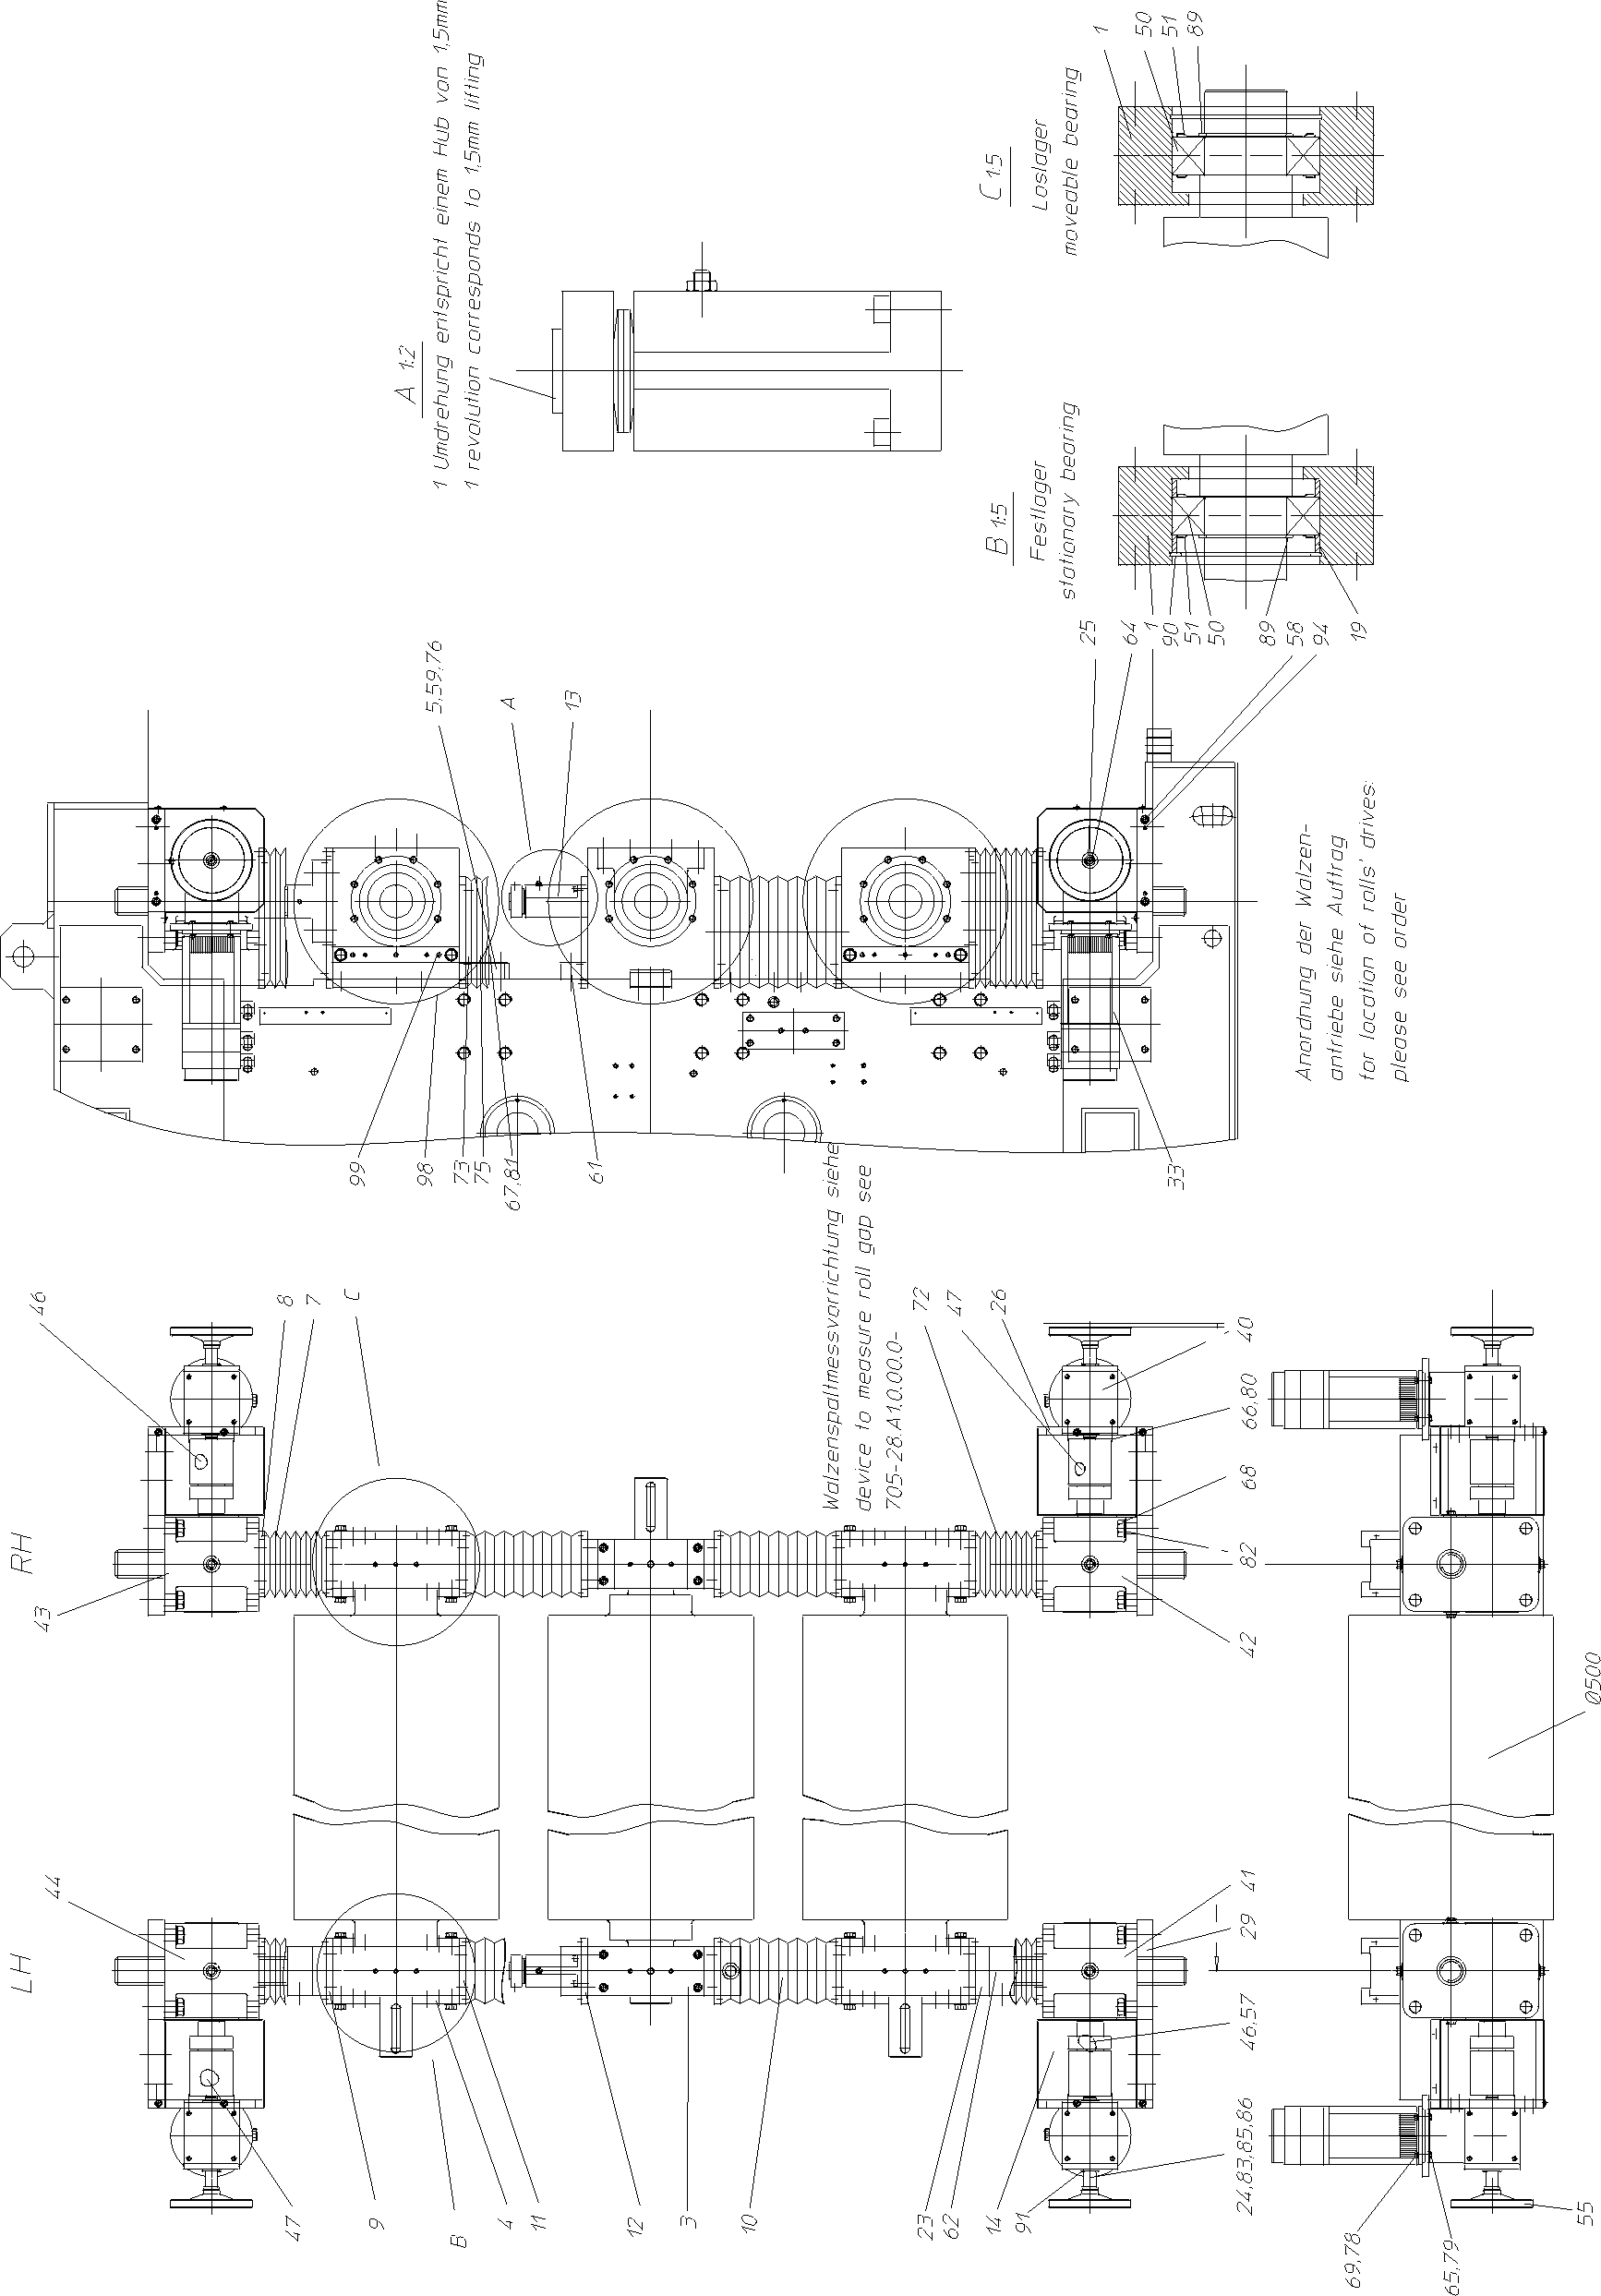 A 1:2
1 Umdrehung entspricht einem Hub von 1,5mm
1 revolution corresponds to 1,5mm lifting
C 1:5
Loslager
moveable bearing
1
50
51
89
B 1:5
Festlager
stationary bearing
1
90
51
50
89
58
94
19
25
64
5,59,76
A
13
99
98
73
75
67,81
61
33
Anordnung der Walzen-
antriebe siehe Auftrag
for location of rolls' drives:
please see order
Walzenspaltmessvorrichtung siehe
device to measure roll gap see
705-28.A1.0.00.0-
RH
46
8
7
C
72
47
26
40
66,80
68
82
42
43
0500
LH
44
41
29
46,57
24,83,85,86
47
9
B
4
11
12
3
10
23
62
14
91
69,78
65,79
55